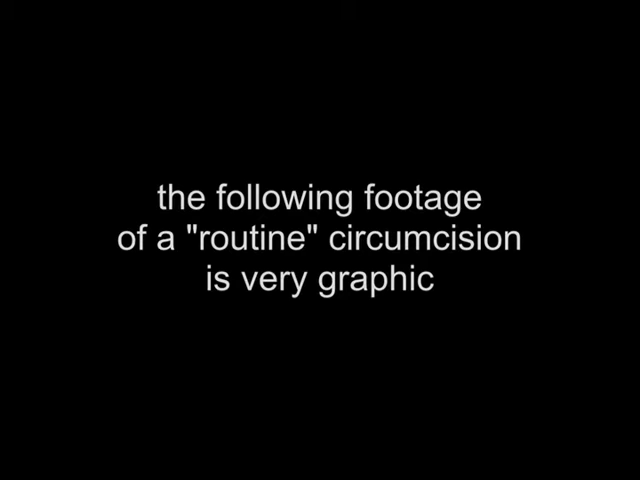 the following footage
of a "routine" circumcision
is very graphic